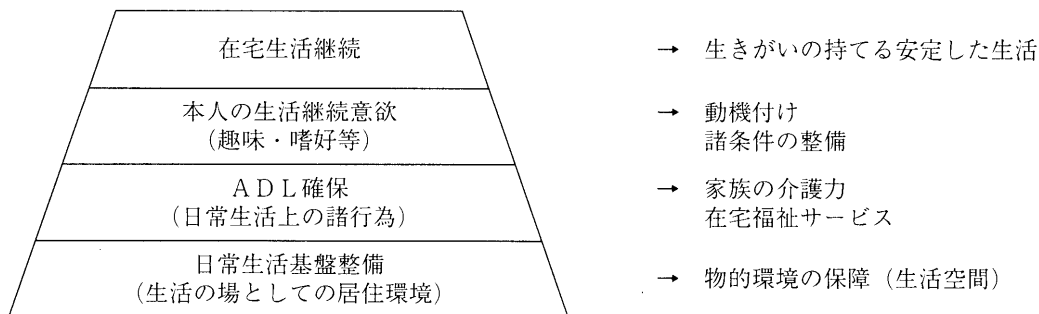 在宅生活継続 → 生きがいの持てる安定した生活
本人の生活継続意欲 → 動機付け
（趣味・嗜好等） 諸条件の整備
ＡＤＬ確保 → 家族の介護力
（日常生活上の諸行為） 在宅福祉サービス
日常生活基盤整備
（生活の場としての居住環境） → 物的環境の保障（生活空間）